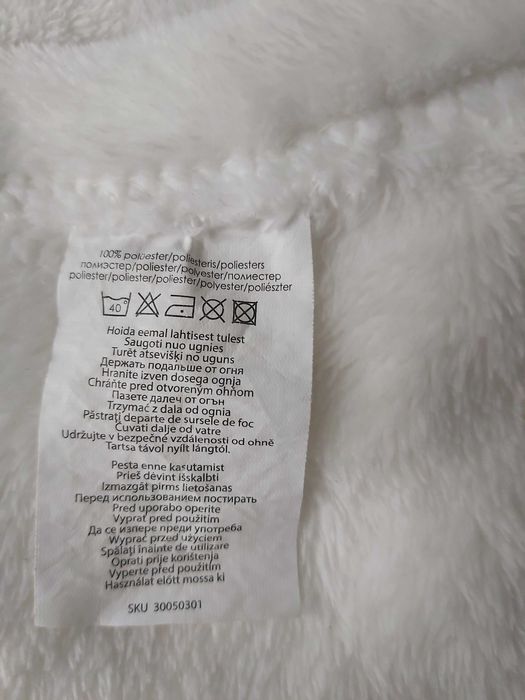 100% polüester/poliesteris/poliesters
полиэстер/poliester/polyester/полиестер
poliester/poliester/poliester/polyester/poliészter
40°
Hoida eemal lahtisest tulest
Saugoti nuo ugnies
Turēt atsevišķi no uguns
Держать подальше от огня
Hranite izven dosega ognja
Chráňte pred otvoreným ohňom
Пазете далеч от огън
Trzymać z dala od ognia
Păstrați departe de sursele de foc
Čuvati dalje od vatre
Udržujte v bezpečné vzdálenosti od ohně
Tartsa távol nyílt lángtól.
Pesta enne kasutamist
Prieš dėvint išskalbti
Izmazgāt pirms lietošanas
Перед использованием постирать
Pred uporabo operite
Vyprať pred použitím
Да се изпере преди употреба
Wyprać przed użyciem
Spălați înainte de utilizare
Oprati prije korištenja
Vyperte před použitím
Használat előtt mossa ki
SKU 30050301